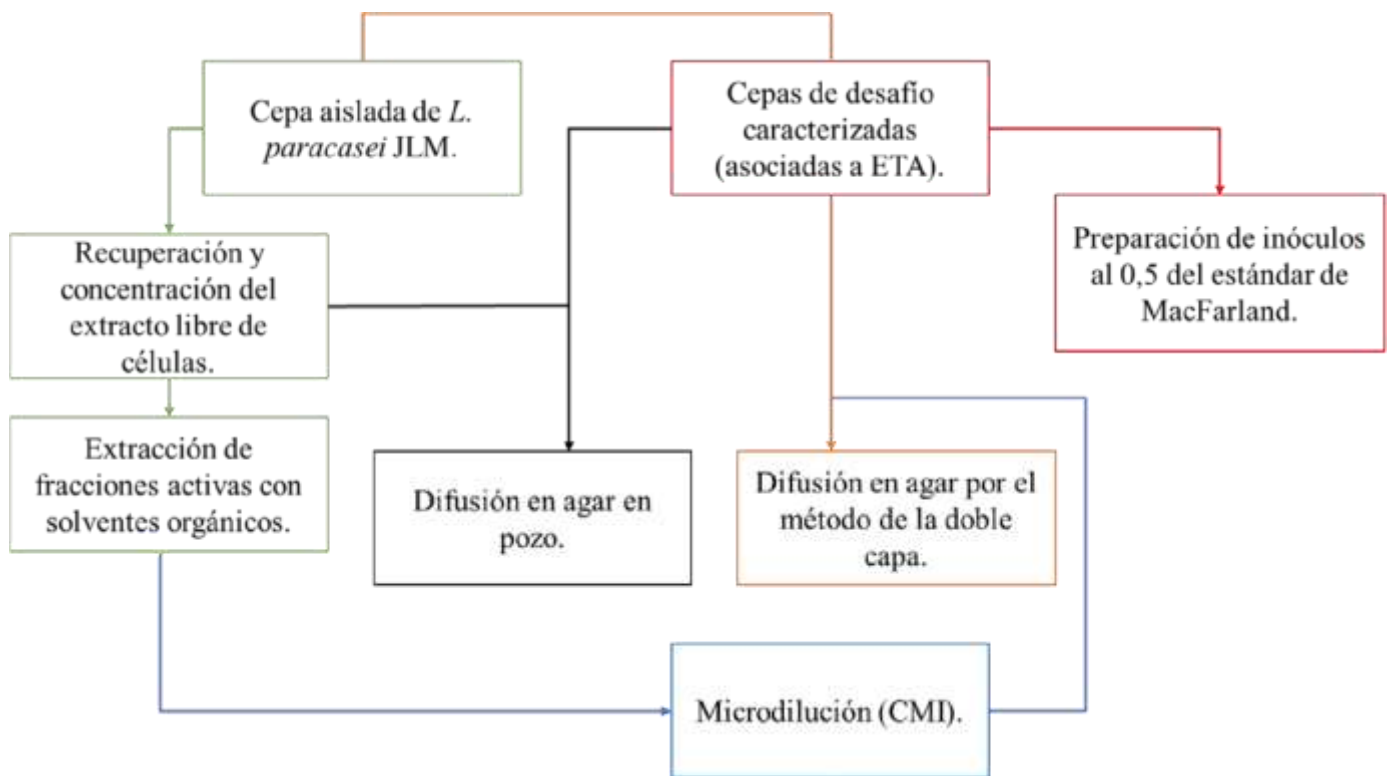 Cepa aislada de L.
paracasei JLM.
Cepas de desafío
caracterizadas
(asociadas a ETA).
Recuperación y
concentración del
extracto libre de
células.
Preparación de inóculos
al 0,5 del estándar de
MacFarland.
Extracción de
fracciones activas con
solventes orgánicos.
Difusión en agar en
pozo.
Difusión en agar por el
método de la doble
capa.
Microdilución (CMI).